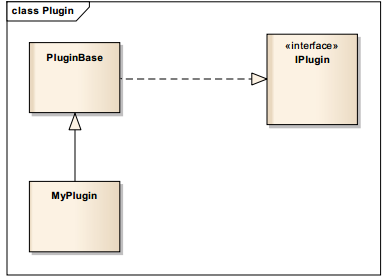 class Plugin
PluginBase
«interface»
IPlugin
MyPlugin